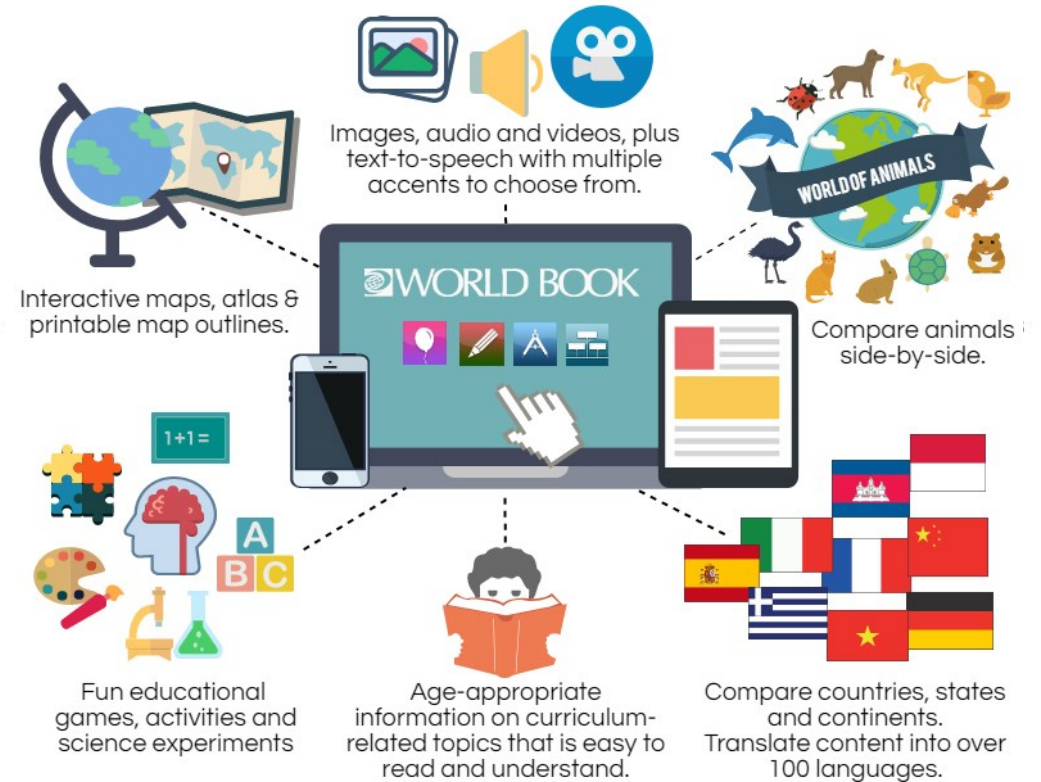 Images, audio and videos, plus
text-to-speech with multiple
accents to choose from.
WORLD OF ANIMALS
WORLD BOOK
Interactive maps, atlas &
printable map outlines.
Compare animals
side-by-side.
1+1=
A
B C
Fun educational
games, activities and
science experiments
Age-appropriate
information on curriculum-
related topics that is easy to
read and understand.
Compare countries, states
and continents.
Translate content into over
100 languages.